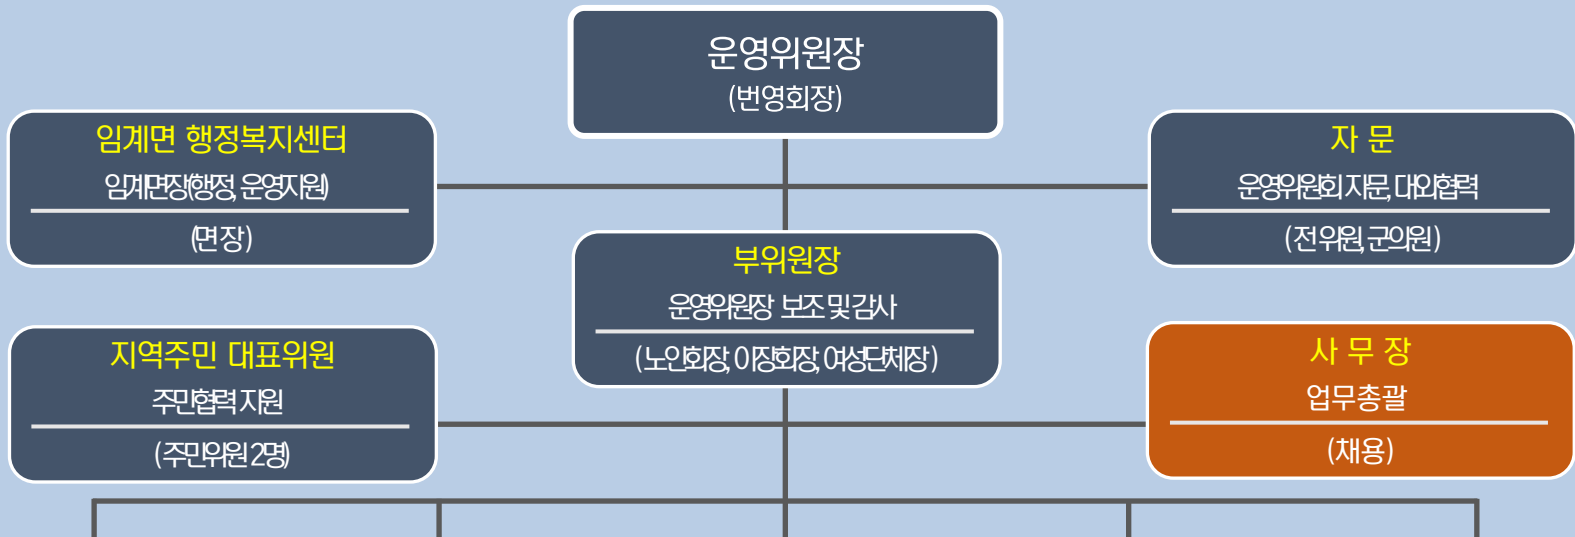 운영위원장
(번영회장)
임계면 행정복지센터
임계면장(행정, 운영지원)
(면장)
자 문
운영위원회 자문, 대외협력
(전위원, 군의원)
부위원장
운영위원장 보조 및 감사
(노인회장, 이장회장, 여성단체장)
지역주민 대표위원
주민협력 지원
(주민위원 2명)
사 무 장
업무총괄
(채용)